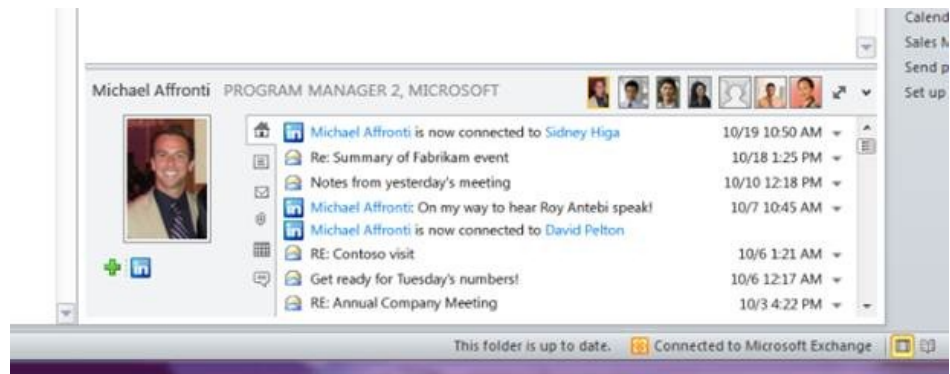 Calend
Sales M
Send p
Set up
Michael Affronti PROGRAM MANAGER 2, MICROSOFT
in Michael Affronti is now connected to Sidney Higa 10/19 10:50 AM
Re: Summary of Fabrikam event 10/18 1:25 PM
Notes from yesterday's meeting 10/10 12:18 PM
in Michael Affronti: On my way to hear Roy Antebi speak! 10/7 10:45 AM
in Michael Affronti is now connected to David Pelton
RE: Contoso visit 10/6 1:21 AM
in Get ready for Tuesday's numbers! 10/6 12:17 AM
RE: Annual Company Meeting 10/3 4:22 PM
This folder is up to date. Connected to Microsoft Exchange